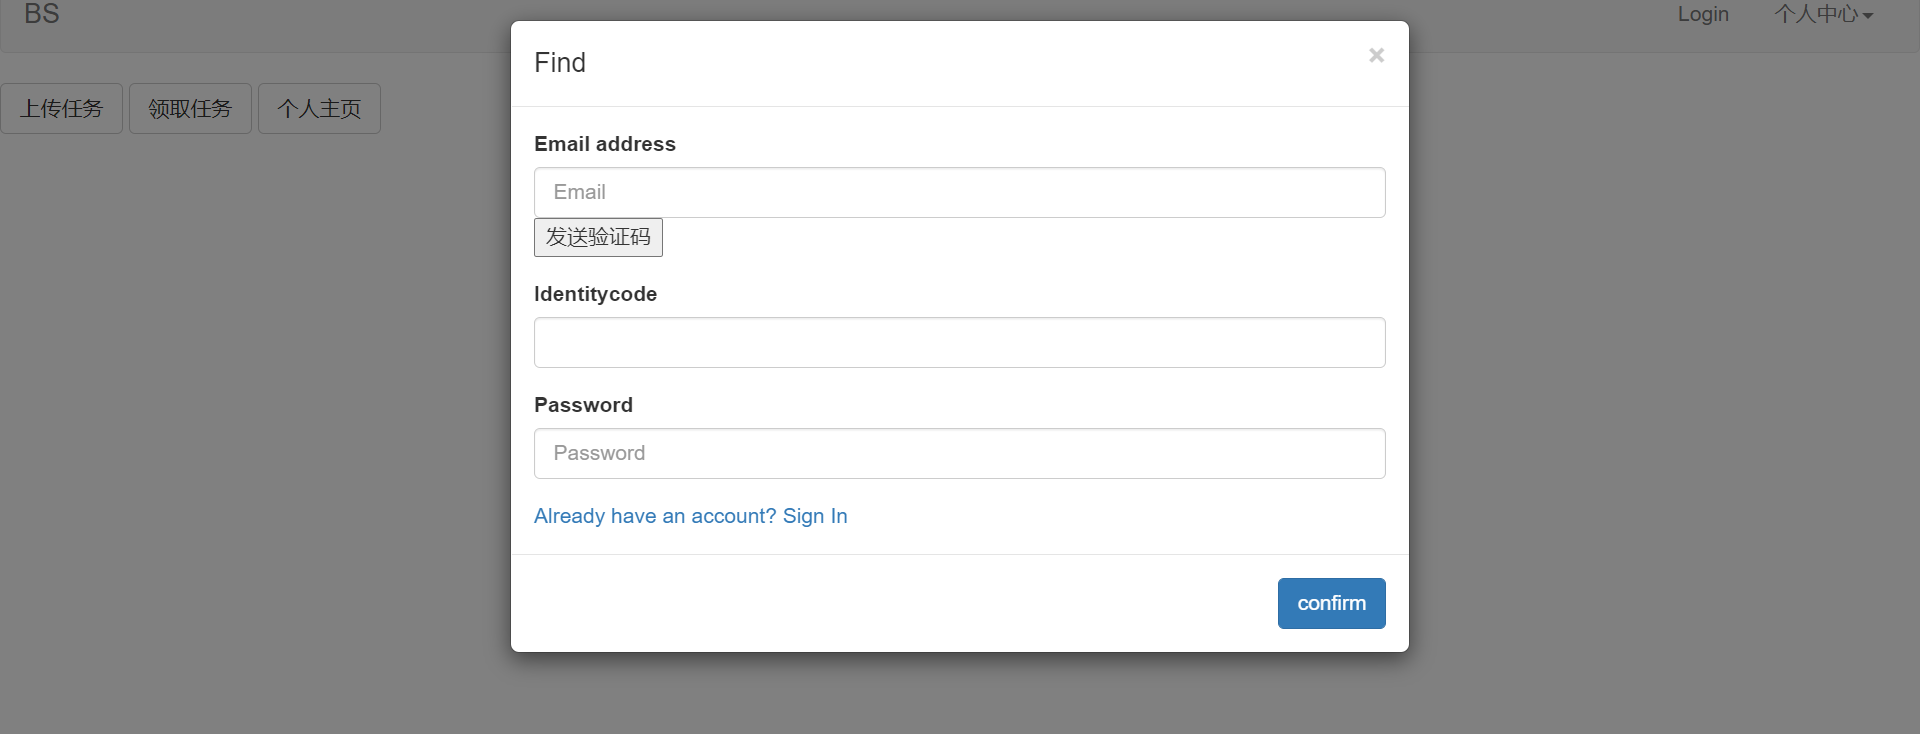 BS
Login
个人中心
上传任务
领取任务
个人主页
Find
×
Email address
Email
发送验证码
Identitycode
Password
Password
Already have an account? Sign In
confirm